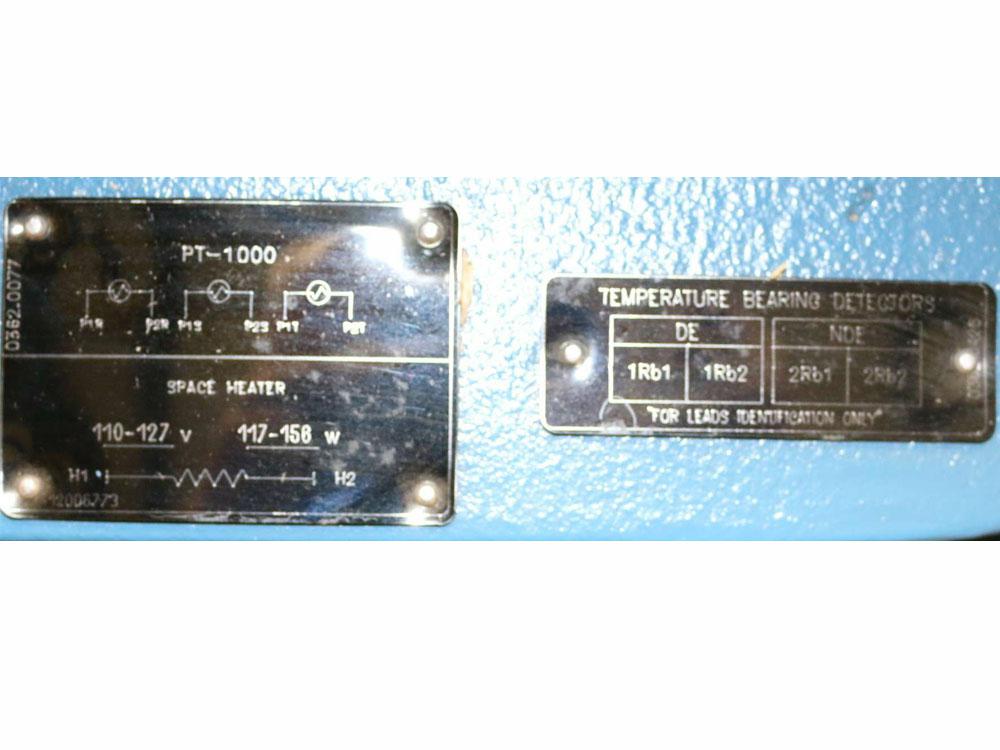 PT-1000
P1R P2R P1S P2S P1T P2T
0362.0077
SPACE HEATER
110-127 V 117-156 W
H1 H2
TEMPERATURE BEARING DETECTORS
DE NDE
1Rb1 1Rb2 2Rb1 2Rb2
"FOR LEADS IDENTIFICATION ONLY"